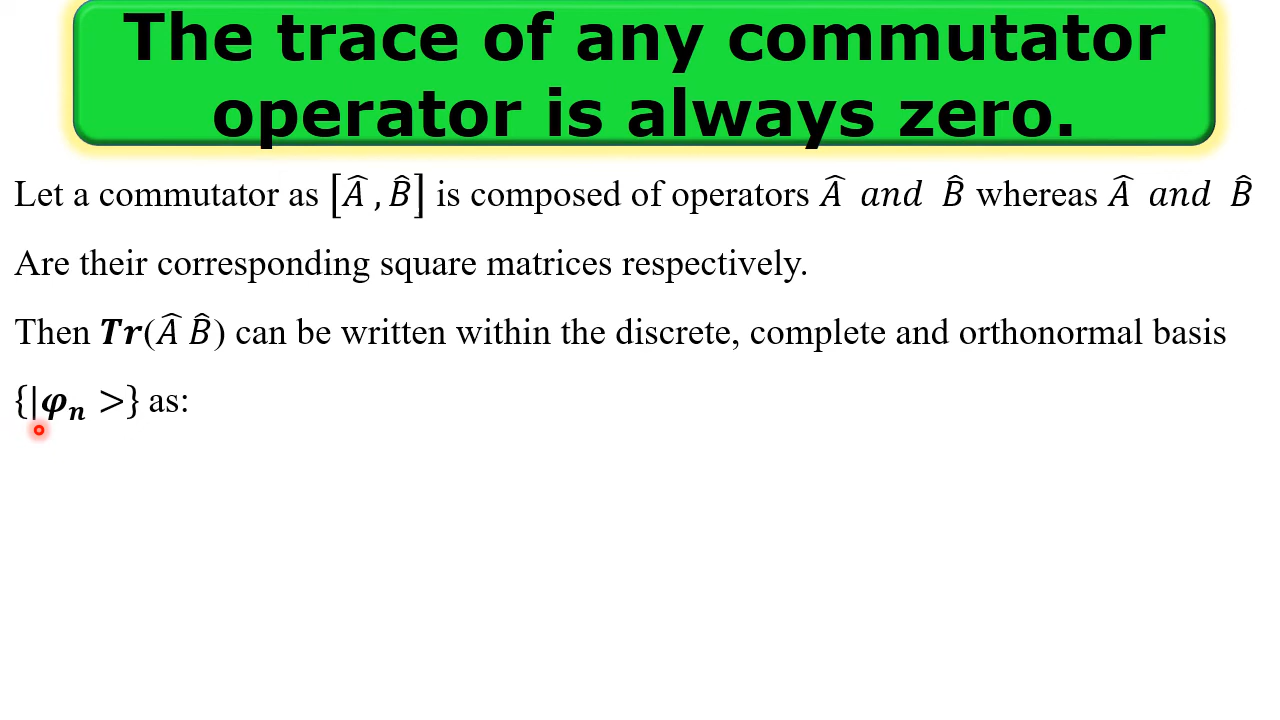 The trace of any commutator
operator is always zero.
Let a commutator as [Â , B̂] is composed of operators Â and B̂ whereas Â and B̂
Are their corresponding square matrices respectively.
Then Tr(Â B̂) can be written within the discrete, complete and orthonormal basis
{|φₙ >} as: